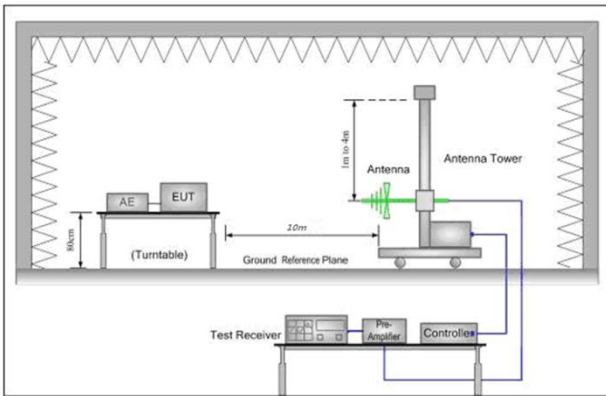 1m to 4m
Antenna
Antenna Tower
AE
EUT
80cm
(Turntable)
10m
Ground Reference Plane
Test Receiver
Pre-
Amplifier
Controller